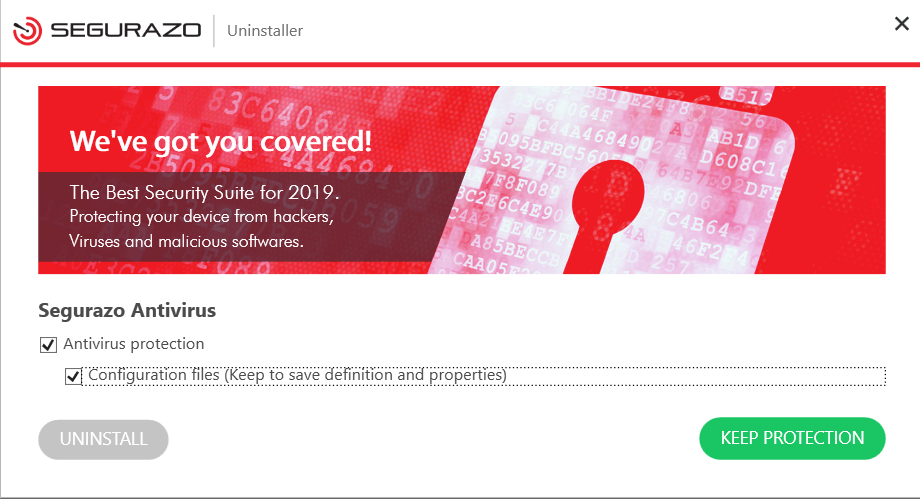 SEGURAZO Uninstaller
We've got you covered!
The Best Security Suite for 2019.
Protecting your device from hackers,
Viruses and malicious softwares.
Segurazo Antivirus
Antivirus protection
Configuration files (Keep to save definition and properties)
UNINSTALL
KEEP PROTECTION